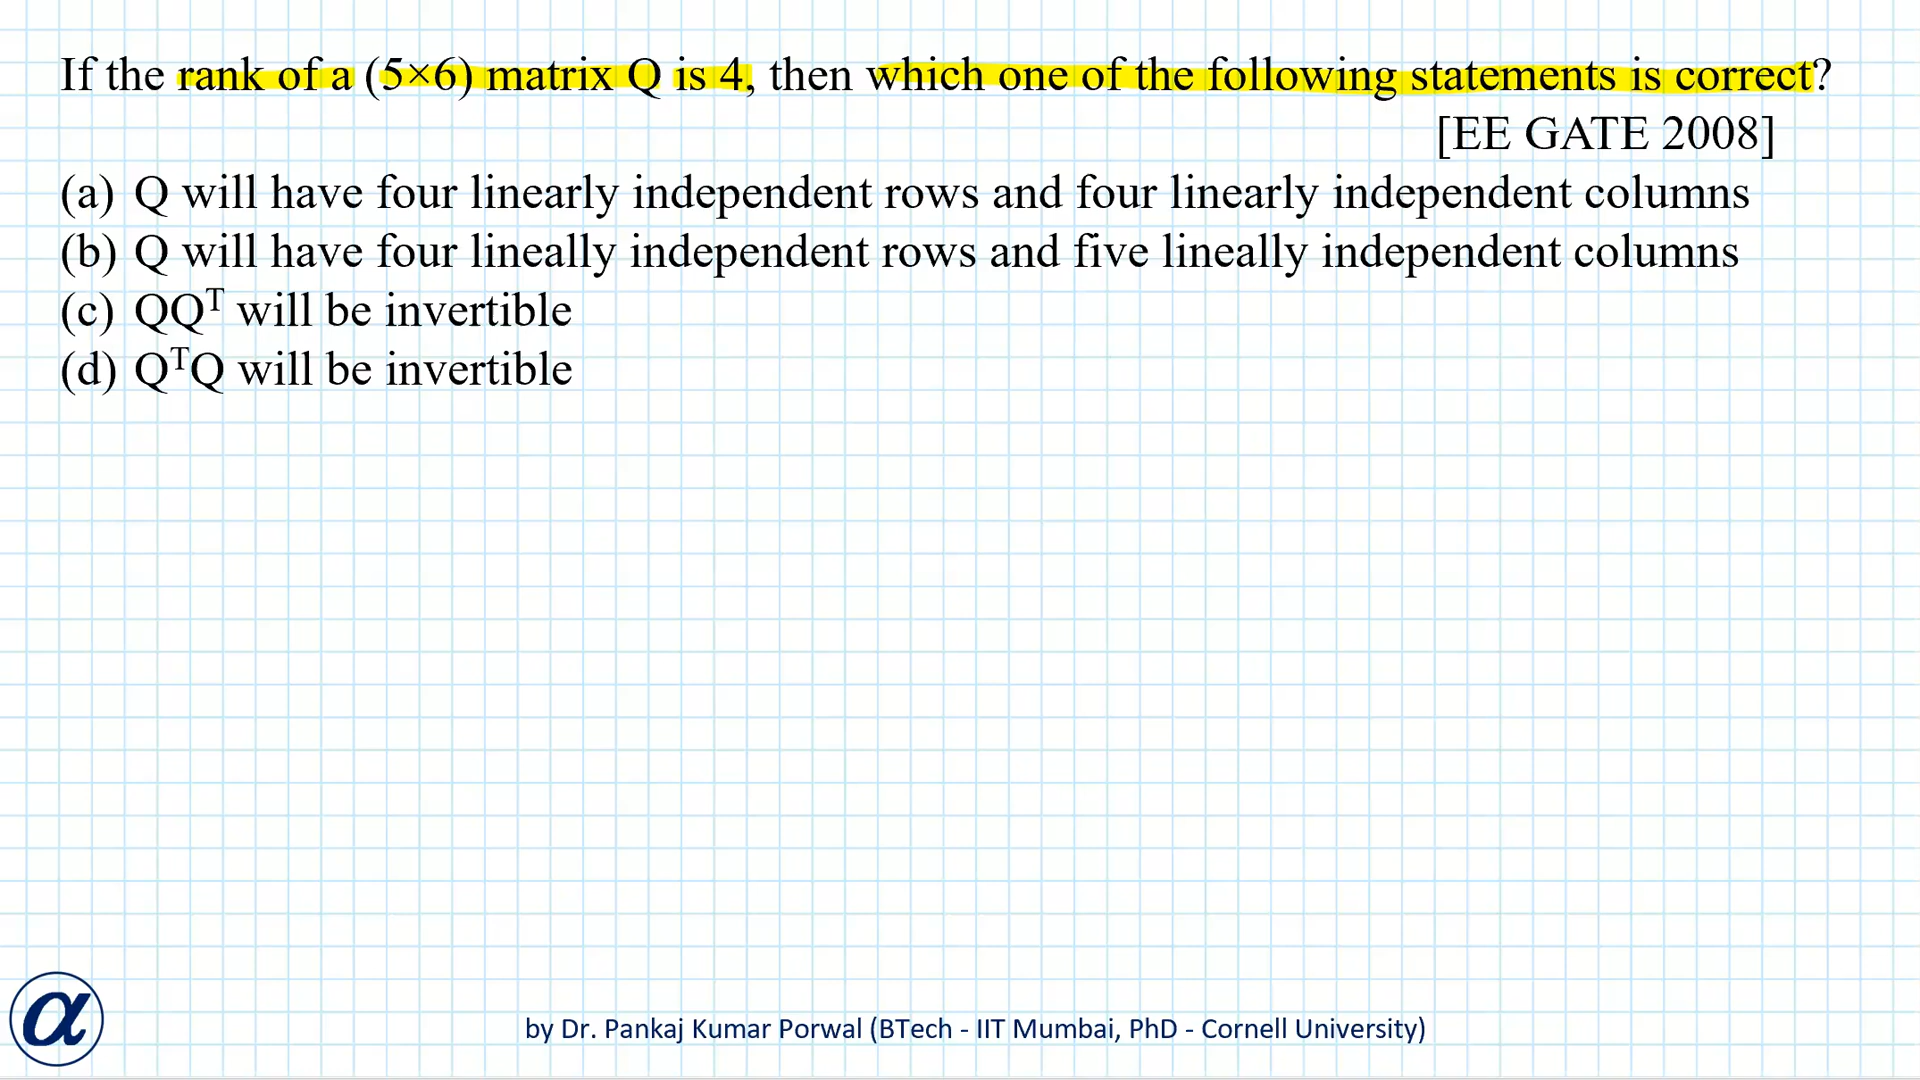 If the rank of a (5×6) matrix Q is 4, then which one of the following statements is correct?
[EE GATE 2008]
(a) Q will have four linearly independent rows and four linearly independent columns
(b) Q will have four lineally independent rows and five lineally independent columns
(c) QQᵀ will be invertible
(d) QᵀQ will be invertible
α
by Dr. Pankaj Kumar Porwal (BTech - IIT Mumbai, PhD - Cornell University)